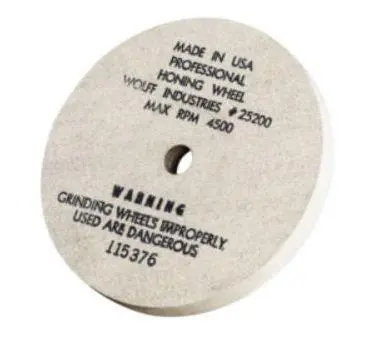 MADE IN USA
PROFESSIONAL
HONING WHEEL
WOLFF INDUSTRIES #25200
MAX RPM 4500
WARNING
GRINDING WHEELS IMPROPERLY
USED ARE DANGEROUS
115376